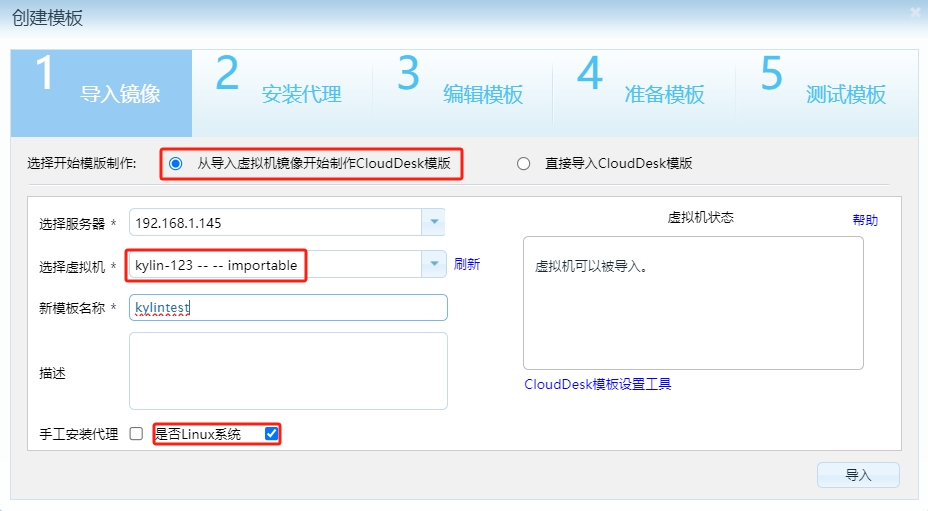 创建模板
1 导入镜像 2 安装代理 3 编辑模板 4 准备模板 5 测试模板
选择开始模版制作: 从导入虚拟机镜像开始制作CloudDesk模版 直接导入CloudDesk模版
选择服务器 * 192.168.1.145
选择虚拟机 * kylin-123 -- -- importable 刷新
新模板名称 * kylintest
描述
手工安装代理 是否Linux系统
虚拟机状态 帮助
虚拟机可以被导入。
CloudDesk模板设置工具
导入